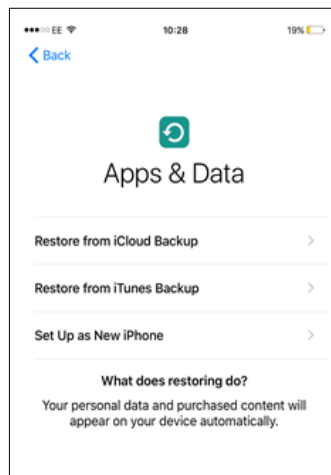 EE 10:28 19%
Back
Apps & Data
Restore from iCloud Backup
Restore from iTunes Backup
Set Up as New iPhone
What does restoring do?
Your personal data and purchased content will
appear on your device automatically.